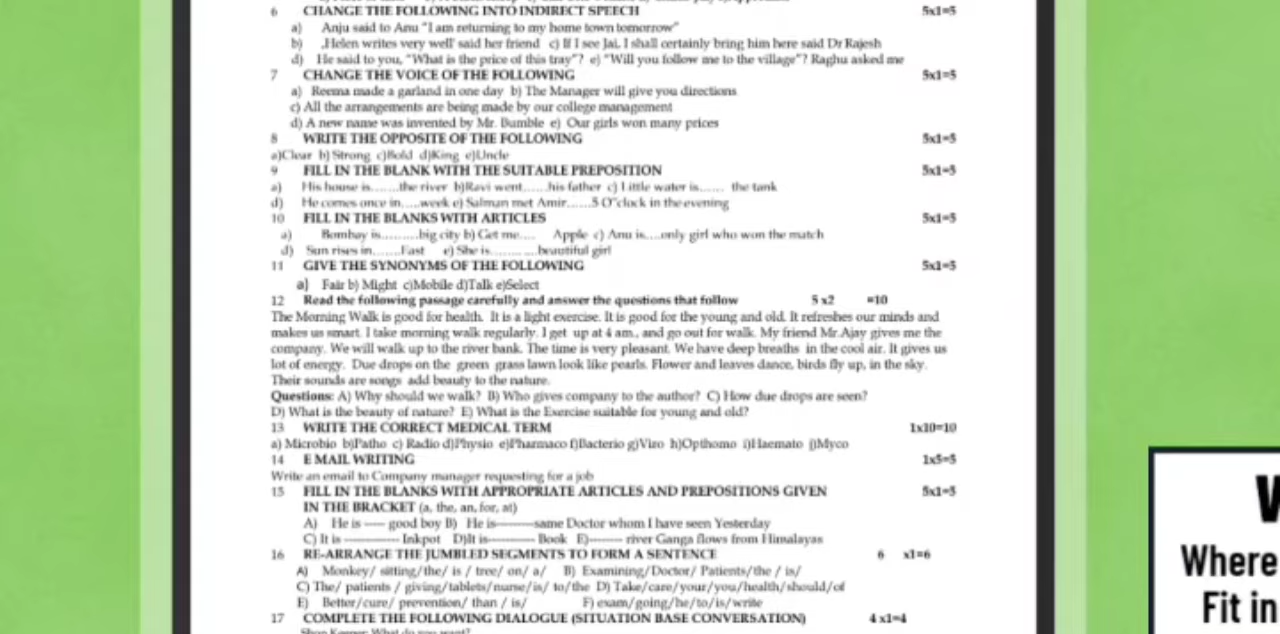 6 CHANGE THE FOLLOWING INTO INDIRECT SPEECH 5x1=5
a) Anju said to Anu "I am returning to my home town tomorrow"
b) ,Helen writes very well' said her friend c) If I see Jai, I shall certainly bring him here said Dr Rajesh
d) He said to you, "What is the price of this tray"? e) "Will you follow me to the village"? Raghu asked me
7 CHANGE THE VOICE OF THE FOLLOWING 5x1=5
a) Reema made a garland in one day b) The Manager will give you directions
c) All the arrangements are being made by our college management
d) A new name was invented by Mr. Bumble e) Our girls won many prices
8 WRITE THE OPPOSITE OF THE FOLLOWING 5x1=5
a)Clear b) Strong c)Bold d)King e)Uncle
9 FILL IN THE BLANK WITH THE SUITABLE PREPOSITION 5x1=5
a) His house is.......the river b)Ravi went......his father c) Little water is...... the tank
d) He comes once in.....week e) Salman met Amir......5 O"clock in the evening
10 FILL IN THE BLANKS WITH ARTICLES 5x1=5
a) Bombay is.........big city b) Get me.... Apple c) Anu is....only girl who won the match
d) Sun rises in......East e) She is.............beautiful girl
11 GIVE THE SYNONYMS OF THE FOLLOWING 5x1=5
a) Fair b) Might c)Mobile d)Talk e)Select
12 Read the following passage carefully and answer the questions that follow 5 x2 =10
The Morning Walk is good for health. It is a light exercise. It is good for the young and old. It refreshes our minds and
makes us smart. I take morning walk regularly. I get up at 4 am., and go out for walk. My friend Mr.Ajay gives me the
company. We will walk up to the river bank. The time is very pleasant. We have deep breaths in the cool air. It gives us
lot of energy. Due drops on the green grass lawn look like pearls. Flower and leaves dance, birds fly up, in the sky.
Their sounds are songs add beauty to the nature.
Questions: A) Why should we walk? B) Who gives company to the author? C) How due drops are seen?
D) What is the beauty of nature? E) What is the Exercise suitable for young and old?
13 WRITE THE CORRECT MEDICAL TERM 1x10=10
a) Microbio b)Patho c) Radio d)Physio e)Pharmaco f)Bacterio g)Viro h)Opthomo i)Haemato j)Myco
14 E MAIL WRITING 1x5=5
Write an email to Company manager requesting for a job
15 FILL IN THE BLANKS WITH APPROPRIATE ARTICLES AND PREPOSITIONS GIVEN 5x1=5
IN THE BRACKET (a, the, an, for, at)
A) He is ---- good boy B) He is--------same Doctor whom I have seen Yesterday
C) It is ----------- Inkpot D)It is---------- Book E)------- river Ganga flows from Himalayas
16 RE-ARRANGE THE JUMBLED SEGMENTS TO FORM A SENTENCE 6 x1=6
A) Monkey/ sitting/the/ is / tree/ on/ a/ B) Examining/Doctor/ Patients/the / is/
C) The/ patients / giving/tablets/nurse/is/ to/the D) Take/care/your/you/health/should/of
E) Better/cure/ prevention/ than / is/ F) exam/going/he/to/is/write
17 COMPLETE THE FOLLOWING DIALOGUE (SITUATION BASE CONVERSATION) 4 x1=4
Where
Fit in